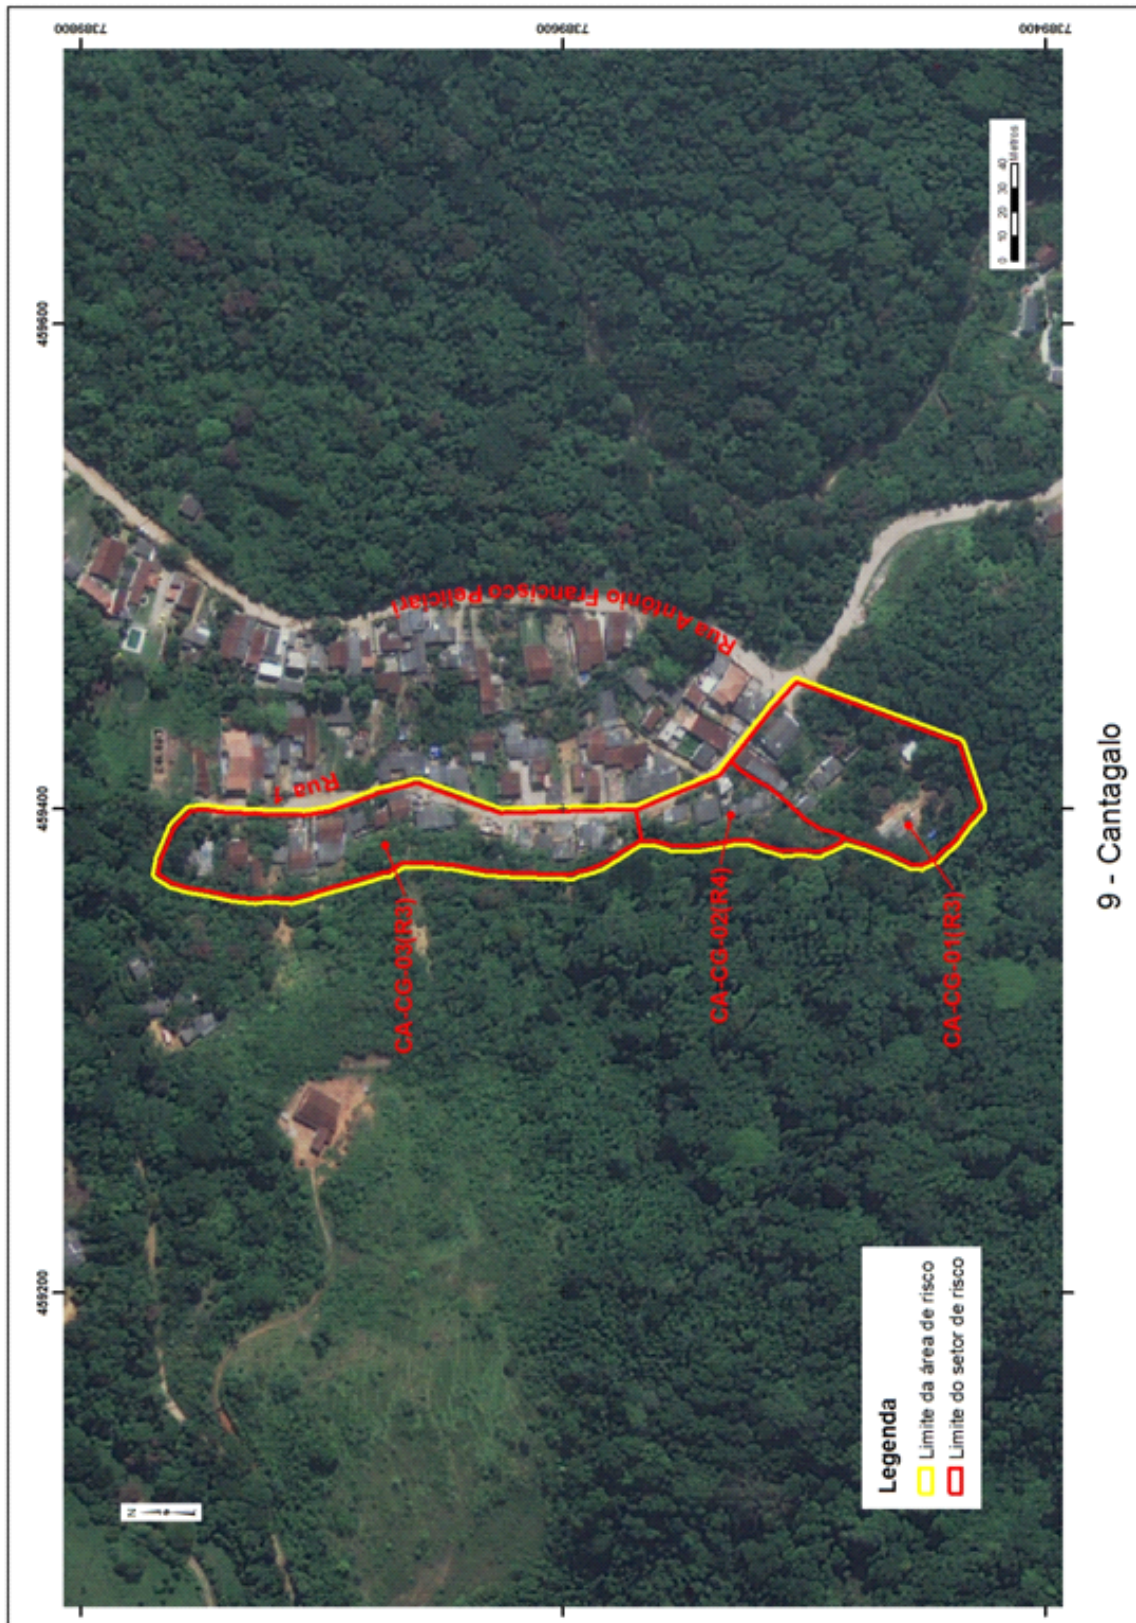 459200
459400
459600
7389800
7389600
7389400
N
Rua 1
Rua Antônio Francisco Peliciari
CA-CG-03(R3)
CA-CG-02(R4)
CA-CG-01(R3)
0 10 20 30 40
Metros
Legenda
Limite da área de risco
Limite do setor de risco
9 - Cantagalo